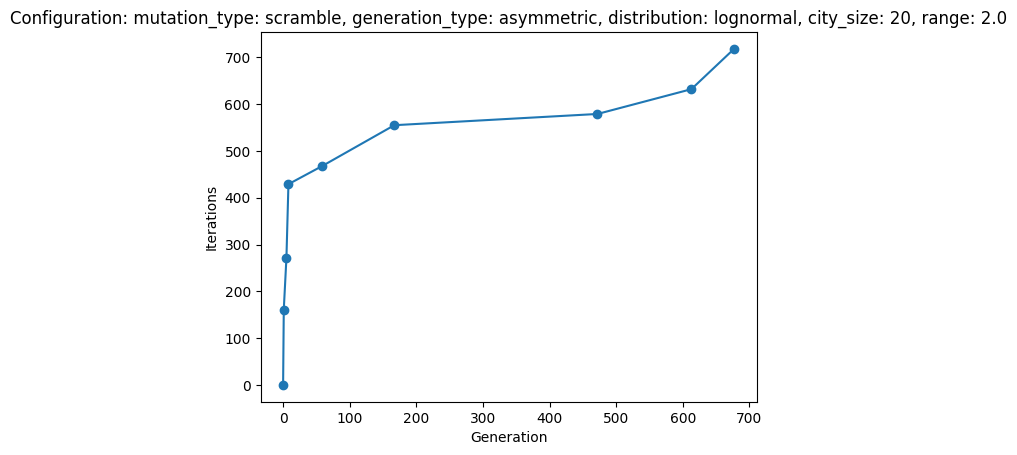 Configuration: mutation_type: scramble, generation_type: asymmetric, distribution: lognormal, city_size: 20, range: 2.0
700
600
500
400
300
200
100
0
Iterations
0 100 200 300 400 500 600 700
Generation